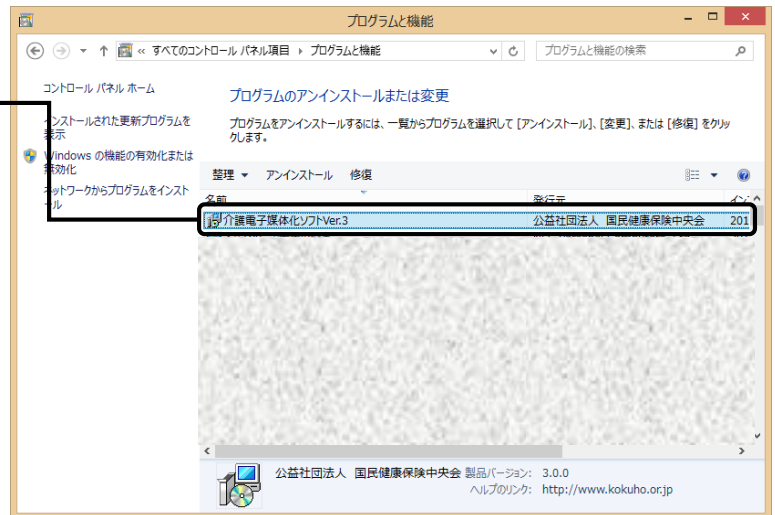 プログラムと機能
« すべてのコントロール パネル項目 ▸ プログラムと機能
プログラムと機能の検索
コントロール パネル ホーム
インストールされた更新プログラムを
表示
Windows の機能の有効化または
無効化
ネットワークからプログラムをインスト
ール
プログラムのアンインストールまたは変更
プログラムをアンインストールするには、一覧からプログラムを選択して [アンインストール]、[変更]、または [修復] をクリッ
クします。
整理 ▼ アンインストール 修復
名前 発行元 イン
介護電子媒体化ソフトVer.3 公益社団法人 国民健康保険中央会 201
公益社団法人 国民健康保険中央会 製品バージョン: 3.0.0
ヘルプのリンク: http://www.kokuho.or.jp